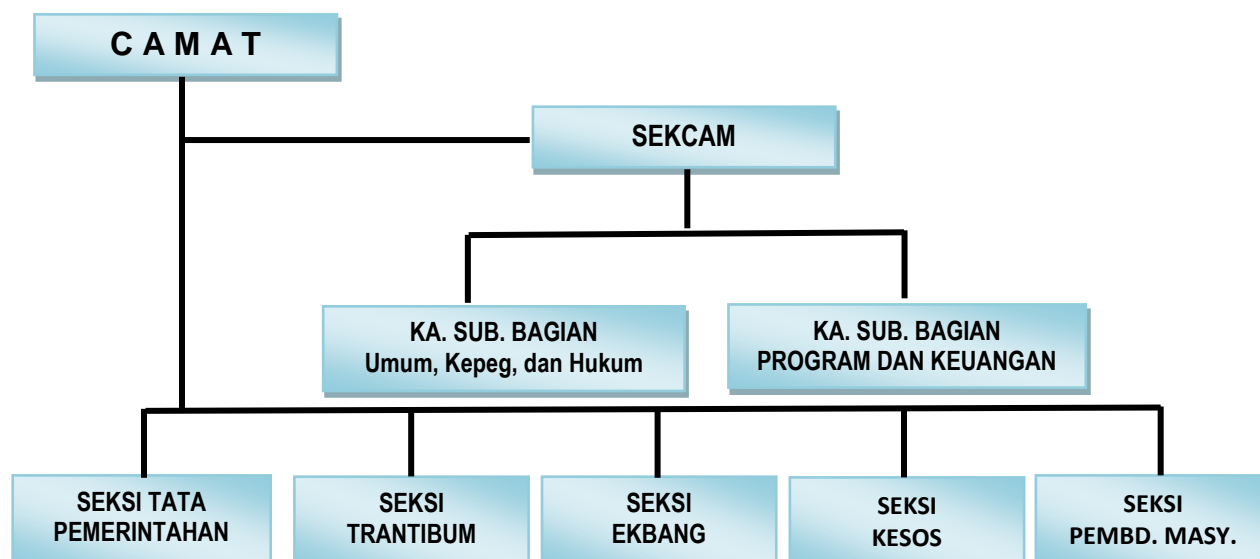 C A M A T
SEKCAM
KA. SUB. BAGIAN
Umum, Kepeg, dan Hukum
KA. SUB. BAGIAN
PROGRAM DAN KEUANGAN
SEKSI TATA
PEMERINTAHAN
SEKSI
TRANTIBUM
SEKSI
EKBANG
SEKSI
KESOS
SEKSI
PEMBD. MASY.